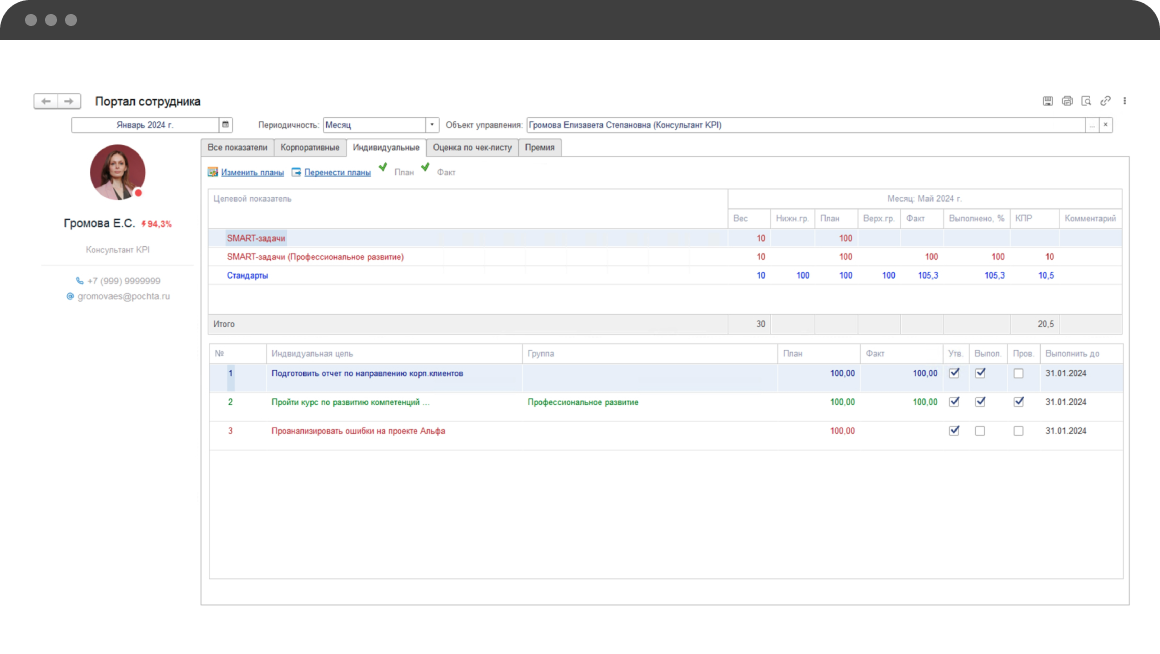 Портал сотрудника
Январь 2024 г. Периодичность: Месяц Объект управления: Громова Елизавета Степановна (Консультант KPI) ... ×
Все показатели Корпоративные Индивидуальные Оценка по чек-листу Премия
Изменить планы Перенести планы План Факт
Громова Е.С. 94,3%
Консультант KPI
+7 (999) 9999999
gromovaes@pochta.ru
Целевой показатель Месяц: Май 2024 г.
Вес Нижн.гр. План Верх.гр. Факт Выполнено, % КПР Комментарий
SMART-задачи 10 100
SMART-задачи (Профессиональное развитие) 10 100 100 100 10
Стандарты 10 100 100 100 105,3 105,3 10,5
Итого 30 20,5
№ Индвидуальная цель Группа План Факт Утв. Выпол. Пров. Выполнить до
1 Подготовить отчет по направлению корп.клиентов 100,00 100,00 31.01.2024
2 Пройти курс по развитию компетенций ... Профессиональное развитие 100,00 100,00 31.01.2024
3 Проанализировать ошибки на проекте Альфа 100,00 31.01.2024